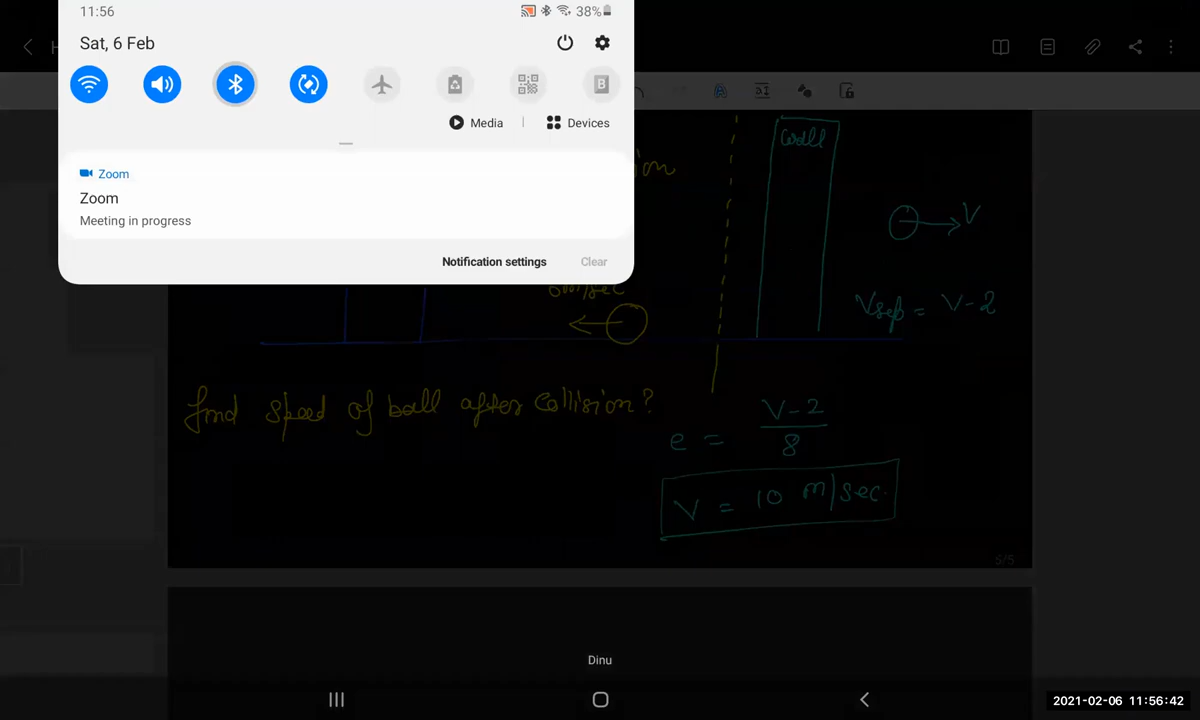 11:56
38%
Sat, 6 Feb
Media
Devices
Zoom
Zoom
Meeting in progress
Notification settings
Clear
wall
V
m/sec
Vsep = V-2
find speed of ball after collision?
e = V-2 / 8
V = 10 m/sec.
5/5
Dinu
2021-02-06 11:56:42